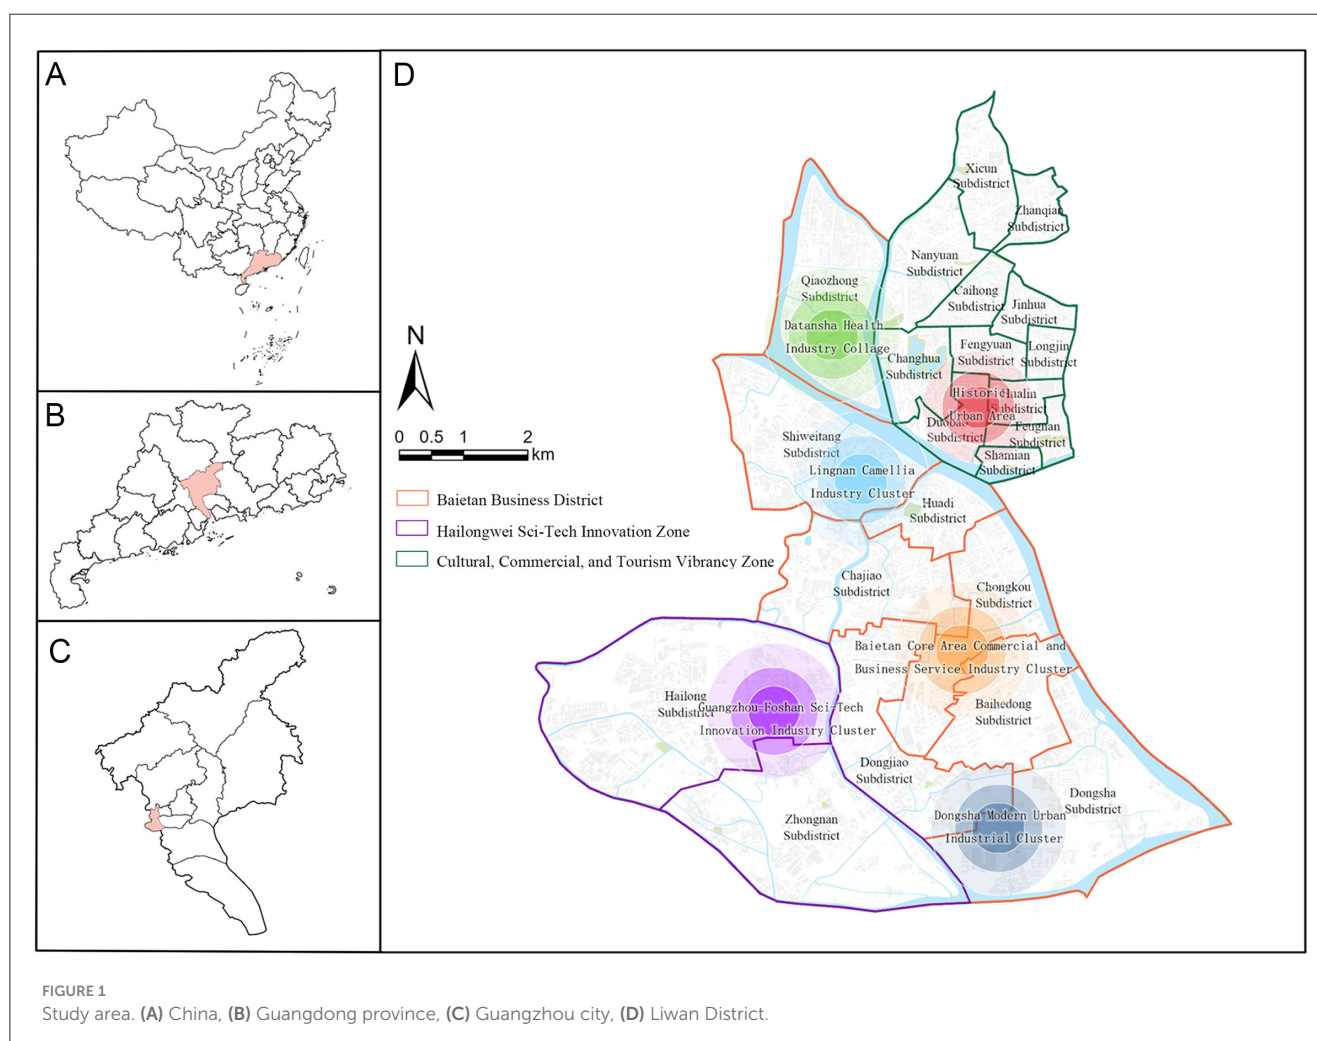 A
B
C
D
N
0 0.5 1 2
km
Baietan Business District
Hailongwei Sci-Tech Innovation Zone
Cultural, Commercial, and Tourism Vibrancy Zone
Xicun
Subdistrict
Zhanqian
Subdistrict
Nanyuan
Subdistrict
Caihong
Subdistrict
Jinhua
Subdistrict
Qiaozhong
Subdistrict
Datansha Health
Industry Collage
Changhua
Subdistrict
Fengyuan
Subdistrict
Longjin
Subdistrict
Historic
Urban Area
Hualin
Subdistrict
Duobao
Subdistrict
Fengnan
Subdistrict
Shamian
Subdistrict
Shiweitang
Subdistrict
Lingnan Camellia
Industry Cluster
Huadi
Subdistrict
Chajiao
Subdistrict
Chongkou
Subdistrict
Baietan Core Area Commercial and
Business Service Industry Cluster
Hailong
Subdistrict
Guangzhou-Foshan Sci-Tech
Innovation Industry Cluster
Baihedong
Subdistrict
Dongjiao
Subdistrict
Dongsha
Subdistrict
Zhongnan
Subdistrict
Dongsha Modern Urban
Industrial Cluster
FIGURE 1
Study area. (A) China, (B) Guangdong province, (C) Guangzhou city, (D) Liwan District.